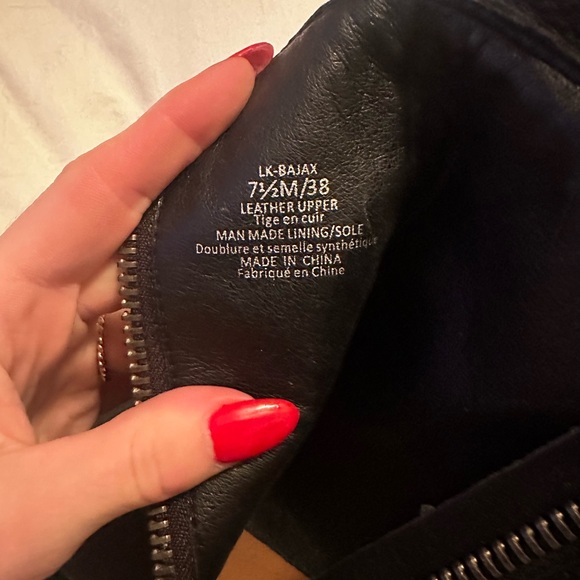 LK-BAJAX
7½M/38
LEATHER UPPER
Tige en cuir
MAN MADE LINING/SOLE
Doublure et semelle synthétique
MADE IN CHINA
Fabriqué en Chine